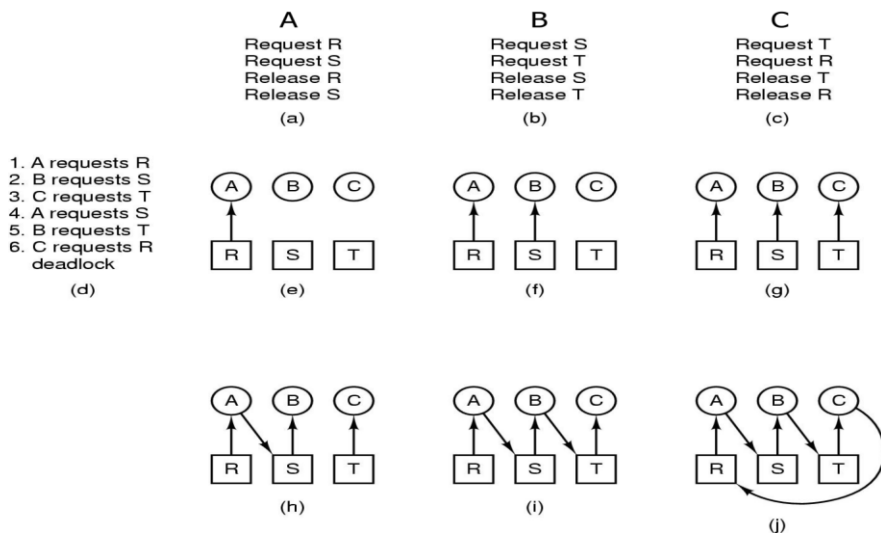 A B C
Request R Request S Request T
Request S Request T Request R
Release R Release S Release T
Release S Release T Release R
(a) (b) (c)
1. A requests R
2. B requests S
3. C requests T
4. A requests S
5. B requests T
6. C requests R
deadlock
(d)
A B C
R S T
(e)
A B C
R S T
(f)
A B C
R S T
(g)
A B C
R S T
(h)
A B C
R S T
(i)
A B C
R S T
(j)